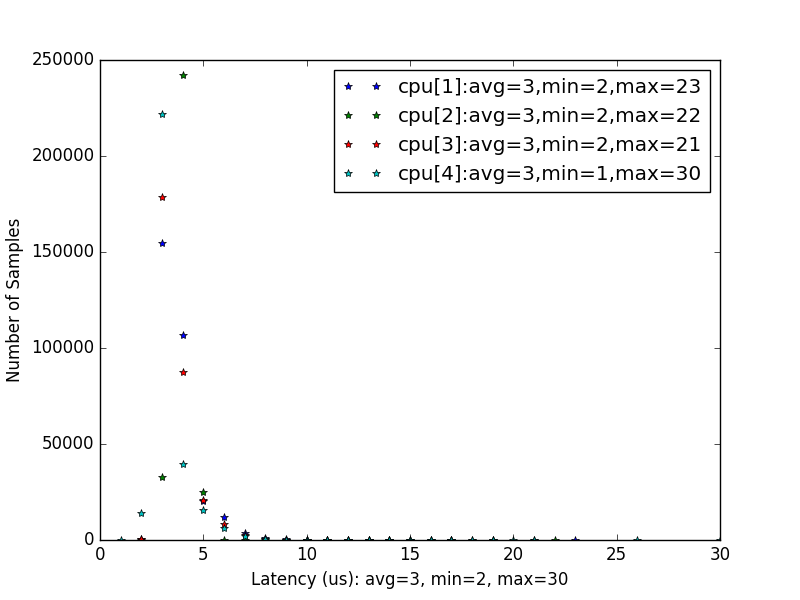 250000
200000
150000
100000
50000
0
Number of Samples
cpu[1]:avg=3,min=2,max=23
cpu[2]:avg=3,min=2,max=22
cpu[3]:avg=3,min=2,max=21
cpu[4]:avg=3,min=1,max=30
0 5 10 15 20 25 30
Latency (us): avg=3, min=2, max=30